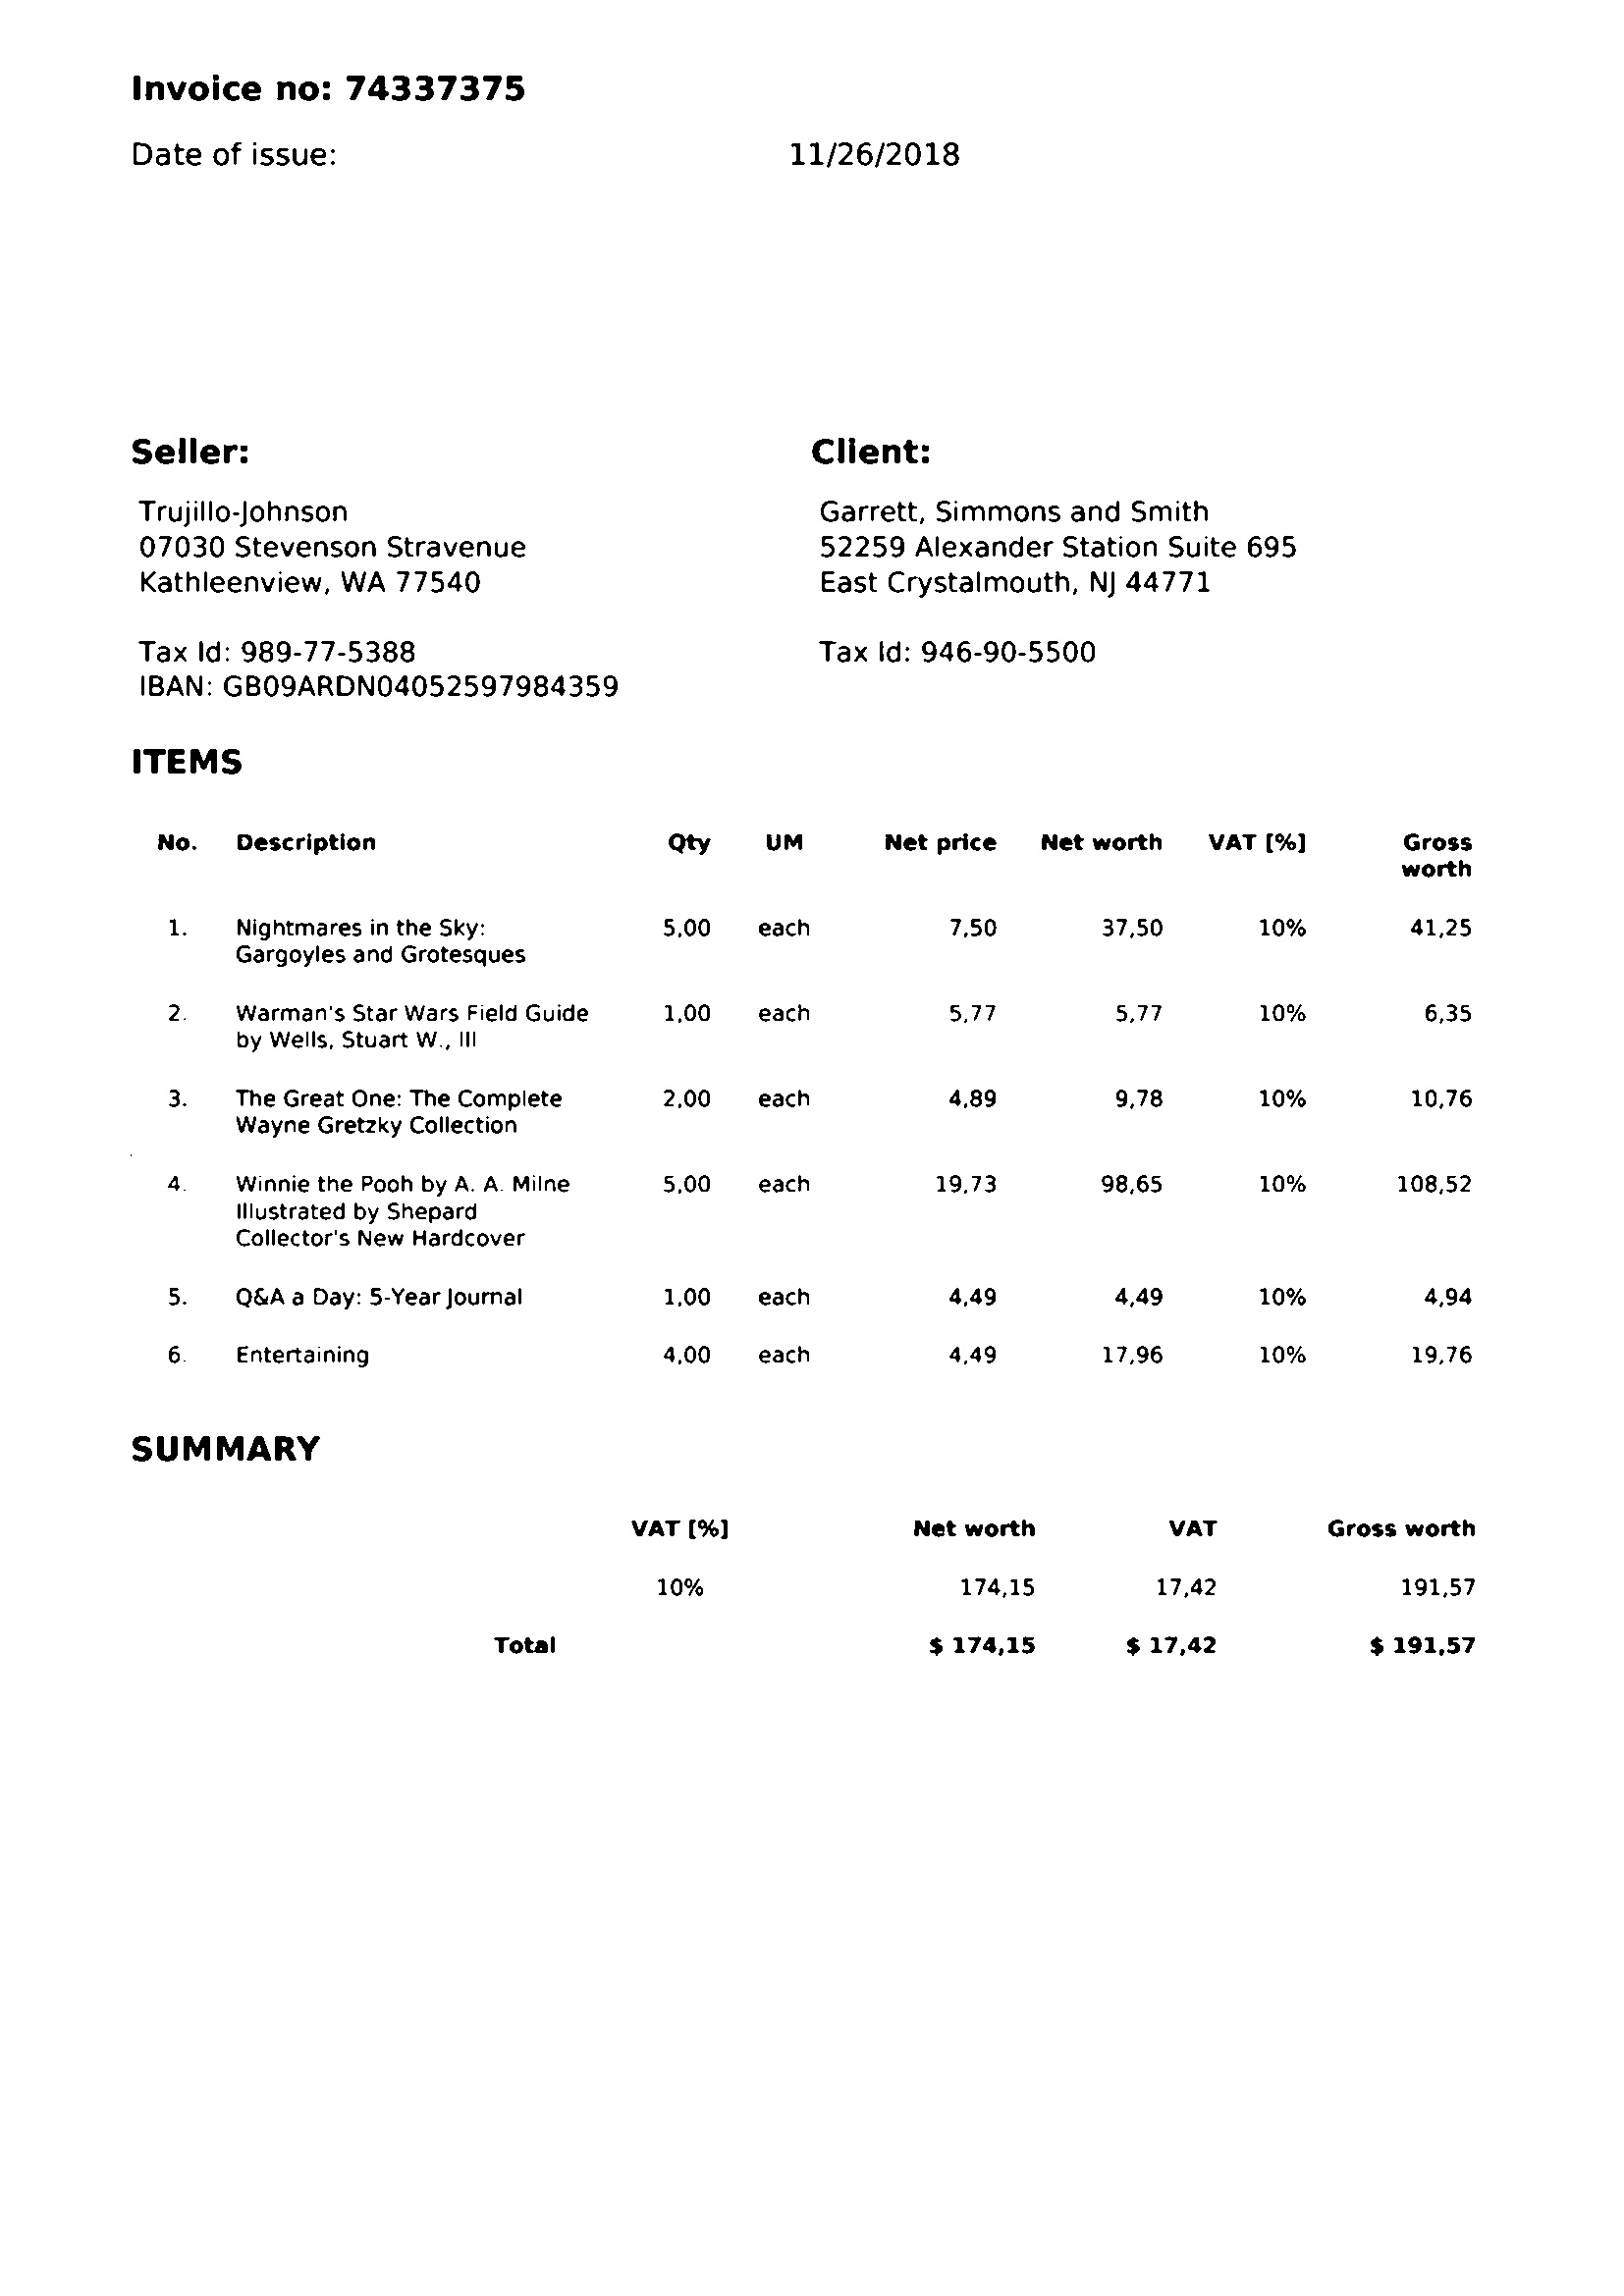 Invoice no: 74337375
Date of issue: 11/26/2018
Seller:
Trujillo-Johnson
07030 Stevenson Stravenue
Kathleenview, WA 77540
Tax Id: 989-77-5388
IBAN: GB09ARDN04052597984359
Client:
Garrett, Simmons and Smith
52259 Alexander Station Suite 695
East Crystalmouth, NJ 44771
Tax Id: 946-90-5500
ITEMS
No. Description Qty UM Net price Net worth VAT [%] Gross
worth
1. Nightmares in the Sky: 5,00 each 7,50 37,50 10% 41,25
Gargoyles and Grotesques
2. Warman's Star Wars Field Guide 1,00 each 5,77 5,77 10% 6,35
by Wells, Stuart W., III
3. The Great One: The Complete 2,00 each 4,89 9,78 10% 10,76
Wayne Gretzky Collection
4. Winnie the Pooh by A. A. Milne 5,00 each 19,73 98,65 10% 108,52
Illustrated by Shepard
Collector's New Hardcover
5. Q&A a Day: 5-Year Journal 1,00 each 4,49 4,49 10% 4,94
6. Entertaining 4,00 each 4,49 17,96 10% 19,76
SUMMARY
VAT [%] Net worth VAT Gross worth
10% 174,15 17,42 191,57
Total $ 174,15 $ 17,42 $ 191,57